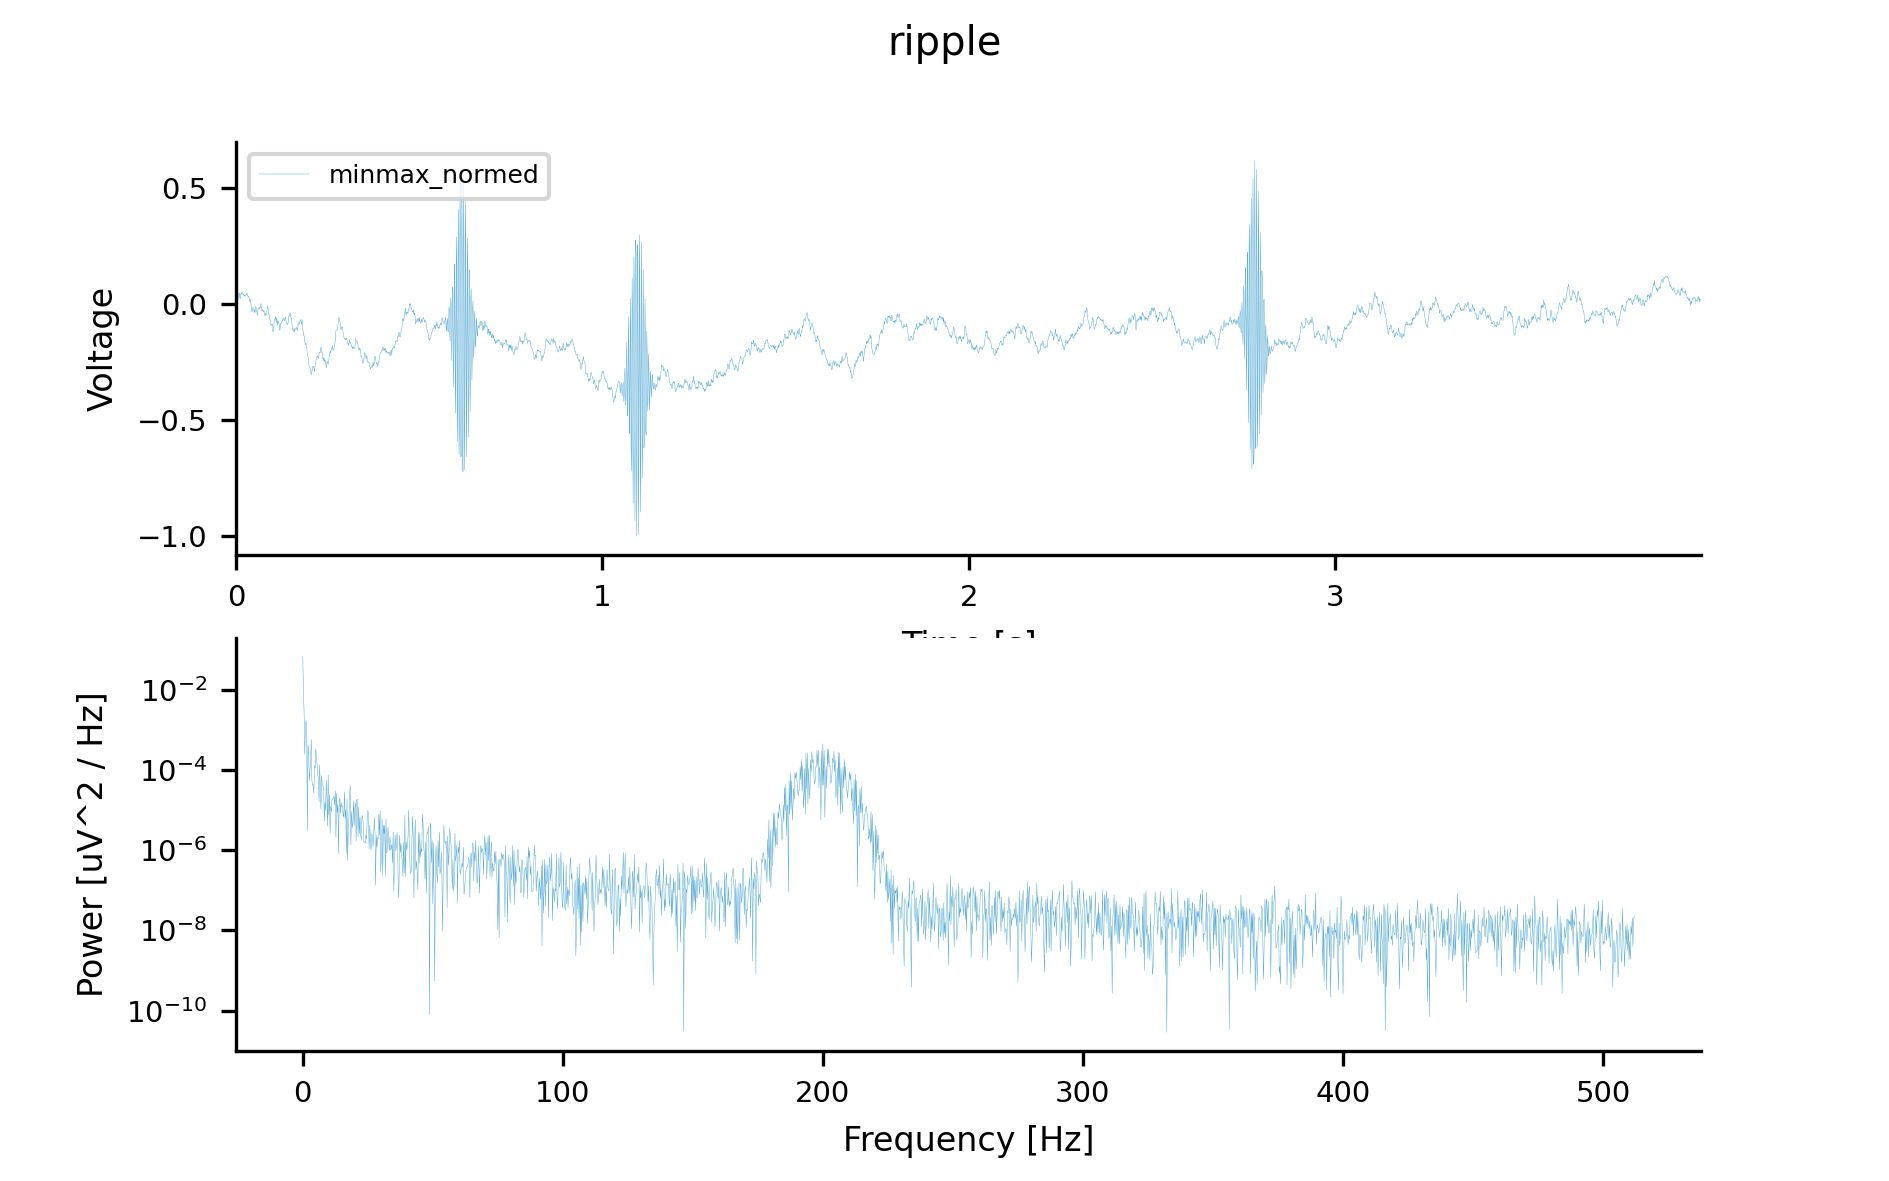 ripple
minmax_normed
Voltage
0.5
0.0
−0.5
−1.0
0 1 2 3
Time [s]
Power [uV^2 / Hz]
10⁻²
10⁻⁴
10⁻⁶
10⁻⁸
10⁻¹⁰
0 100 200 300 400 500
Frequency [Hz]